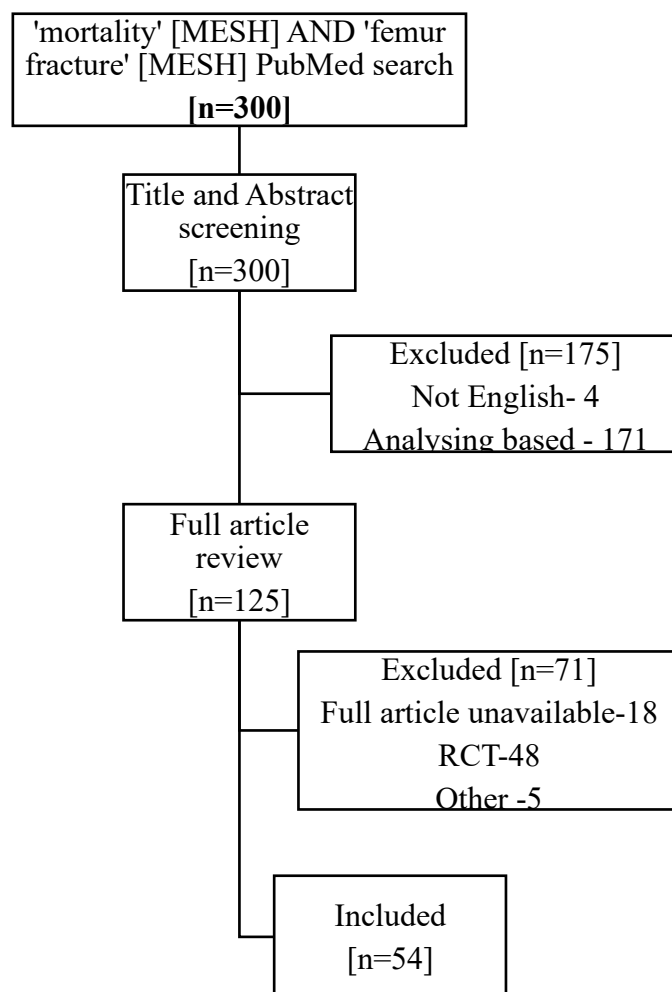 'mortality' [MESH] AND 'femur
fracture' [MESH] PubMed search
[n=300]
Title and Abstract
screening
[n=300]
Excluded [n=175]
Not English- 4
Analysing based - 171
Full article
review
[n=125]
Excluded [n=71]
Full article unavailable-18
RCT-48
Other -5
Included
[n=54]